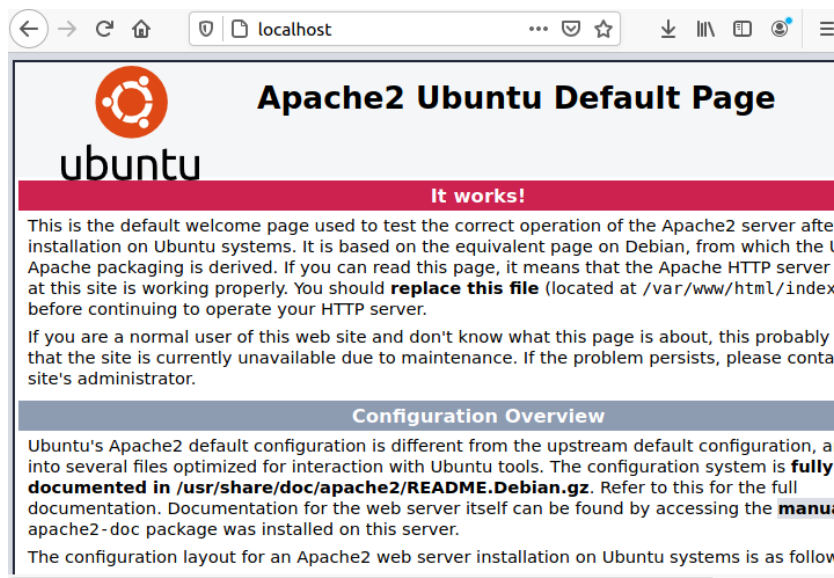 localhost
Apache2 Ubuntu Default Page
ubuntu
It works!
This is the default welcome page used to test the correct operation of the Apache2 server afte
installation on Ubuntu systems. It is based on the equivalent page on Debian, from which the U
Apache packaging is derived. If you can read this page, it means that the Apache HTTP server
at this site is working properly. You should replace this file (located at /var/www/html/index
before continuing to operate your HTTP server.
If you are a normal user of this web site and don't know what this page is about, this probably
that the site is currently unavailable due to maintenance. If the problem persists, please conta
site's administrator.
Configuration Overview
Ubuntu's Apache2 default configuration is different from the upstream default configuration, a
into several files optimized for interaction with Ubuntu tools. The configuration system is fully
documented in /usr/share/doc/apache2/README.Debian.gz. Refer to this for the full
documentation. Documentation for the web server itself can be found by accessing the manua
apache2-doc package was installed on this server.
The configuration layout for an Apache2 web server installation on Ubuntu systems is as follow